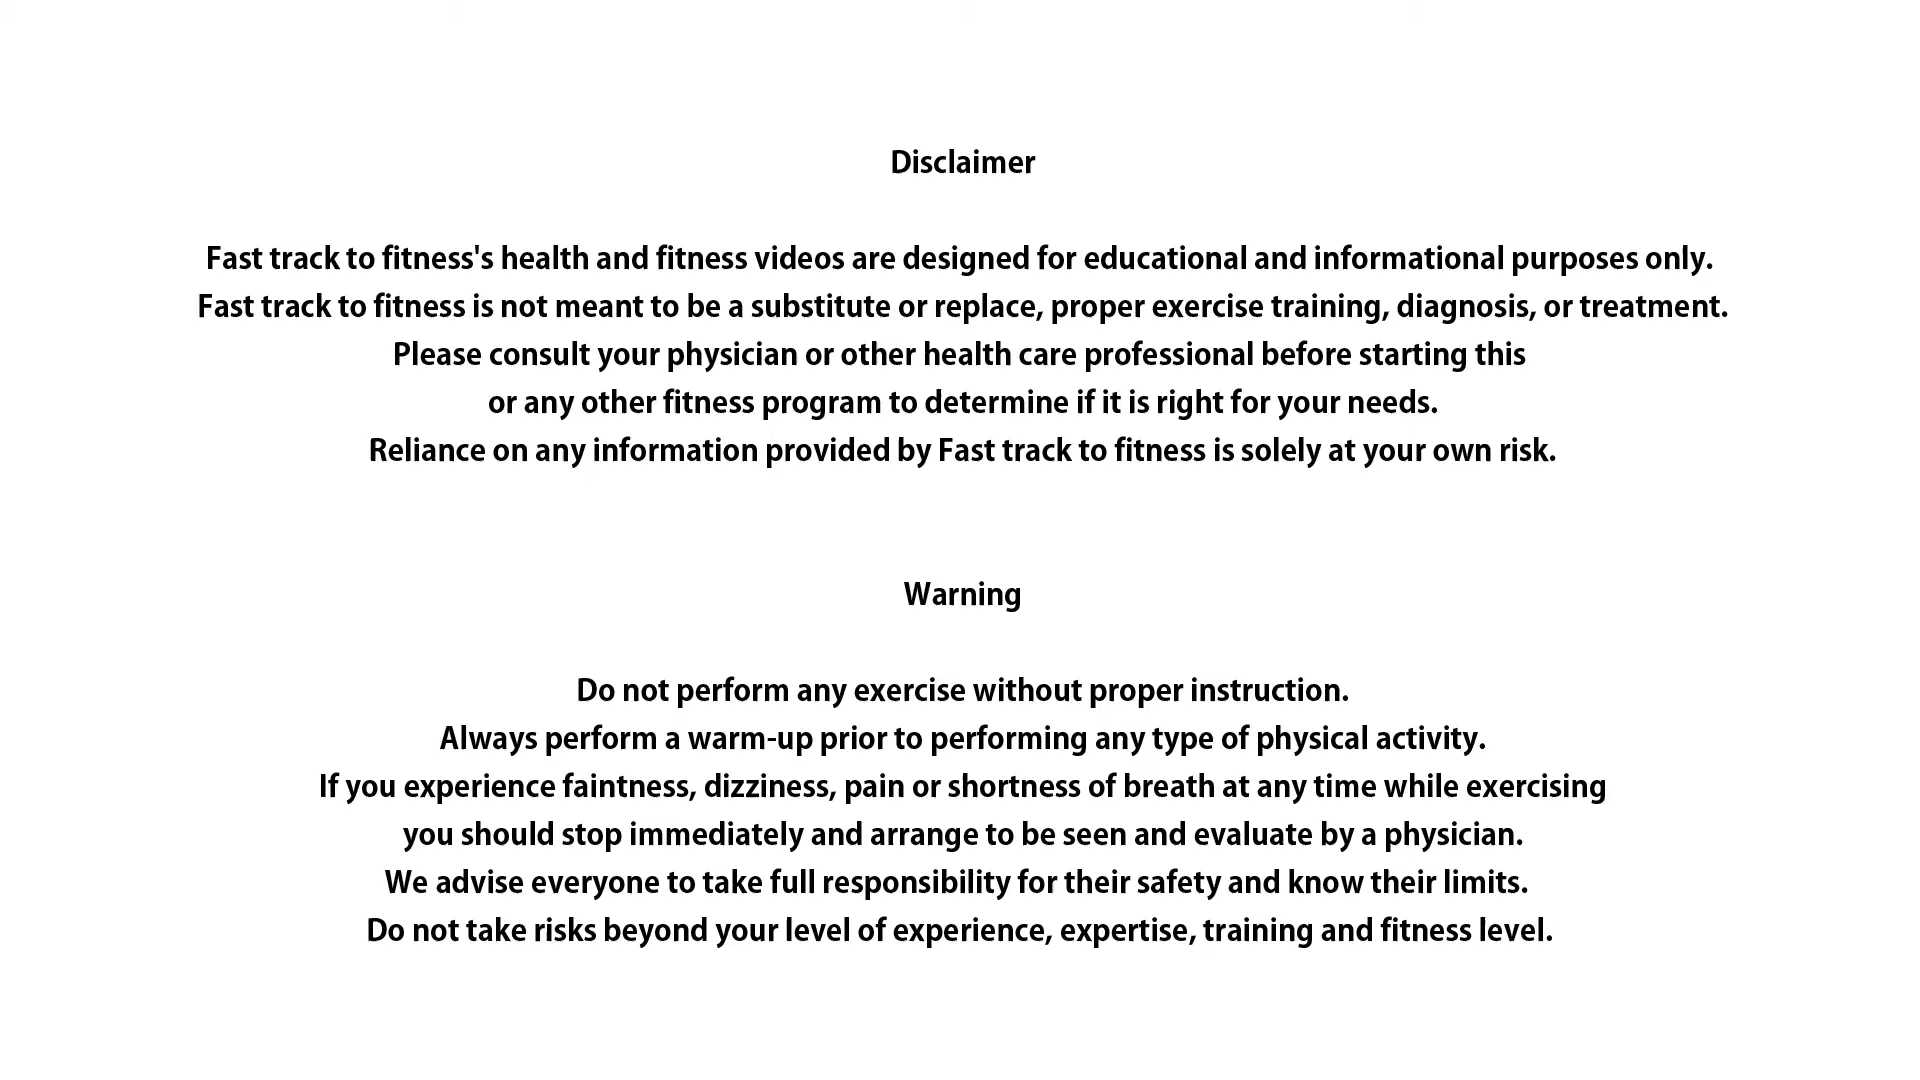 Disclaimer
Fast track to fitness's health and fitness videos are designed for educational and informational purposes only.
Fast track to fitness is not meant to be a substitute or replace, proper exercise training, diagnosis, or treatment.
Please consult your physician or other health care professional before starting this
or any other fitness program to determine if it is right for your needs.
Reliance on any information provided by Fast track to fitness is solely at your own risk.
Warning
Do not perform any exercise without proper instruction.
Always perform a warm-up prior to performing any type of physical activity.
If you experience faintness, dizziness, pain or shortness of breath at any time while exercising
you should stop immediately and arrange to be seen and evaluate by a physician.
We advise everyone to take full responsibility for their safety and know their limits.
Do not take risks beyond your level of experience, expertise, training and fitness level.